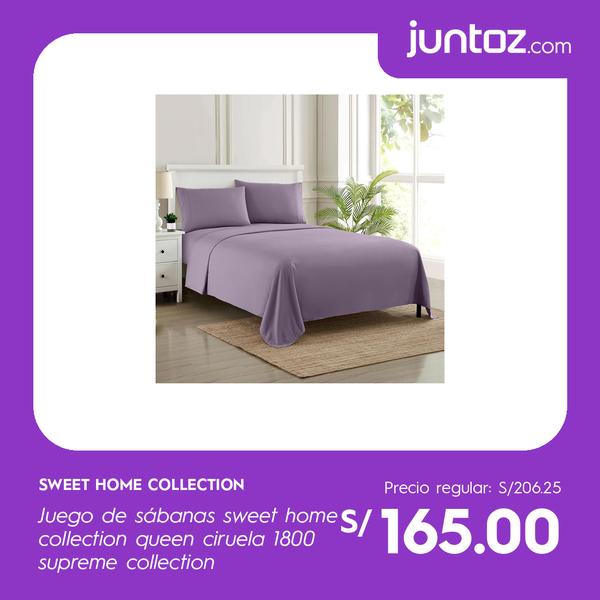 juntoz.com
SWEET HOME COLLECTION
Juego de sábanas sweet home
collection queen ciruela 1800
supreme collection
Precio regular: S/206.25
S/ 165.00